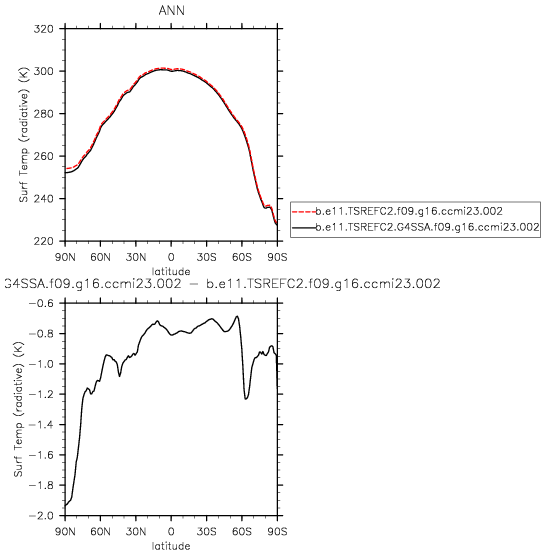 ANN
320
300
280
260
240
220
Surf Temp (radiative) (K)
90N 60N 30N 0 30S 60S 90S
latitude
b.e11.TSREFC2.f09.g16.ccmi23.002
b.e11.TSREFC2.G4SSA.f09.g16.ccmi23.002
G4SSA.f09.g16.ccmi23.002 − b.e11.TSREFC2.f09.g16.ccmi23.002
−0.6
−0.8
−1.0
−1.2
−1.4
−1.6
−1.8
−2.0
Surf Temp (radiative) (K)
90N 60N 30N 0 30S 60S 90S
latitude